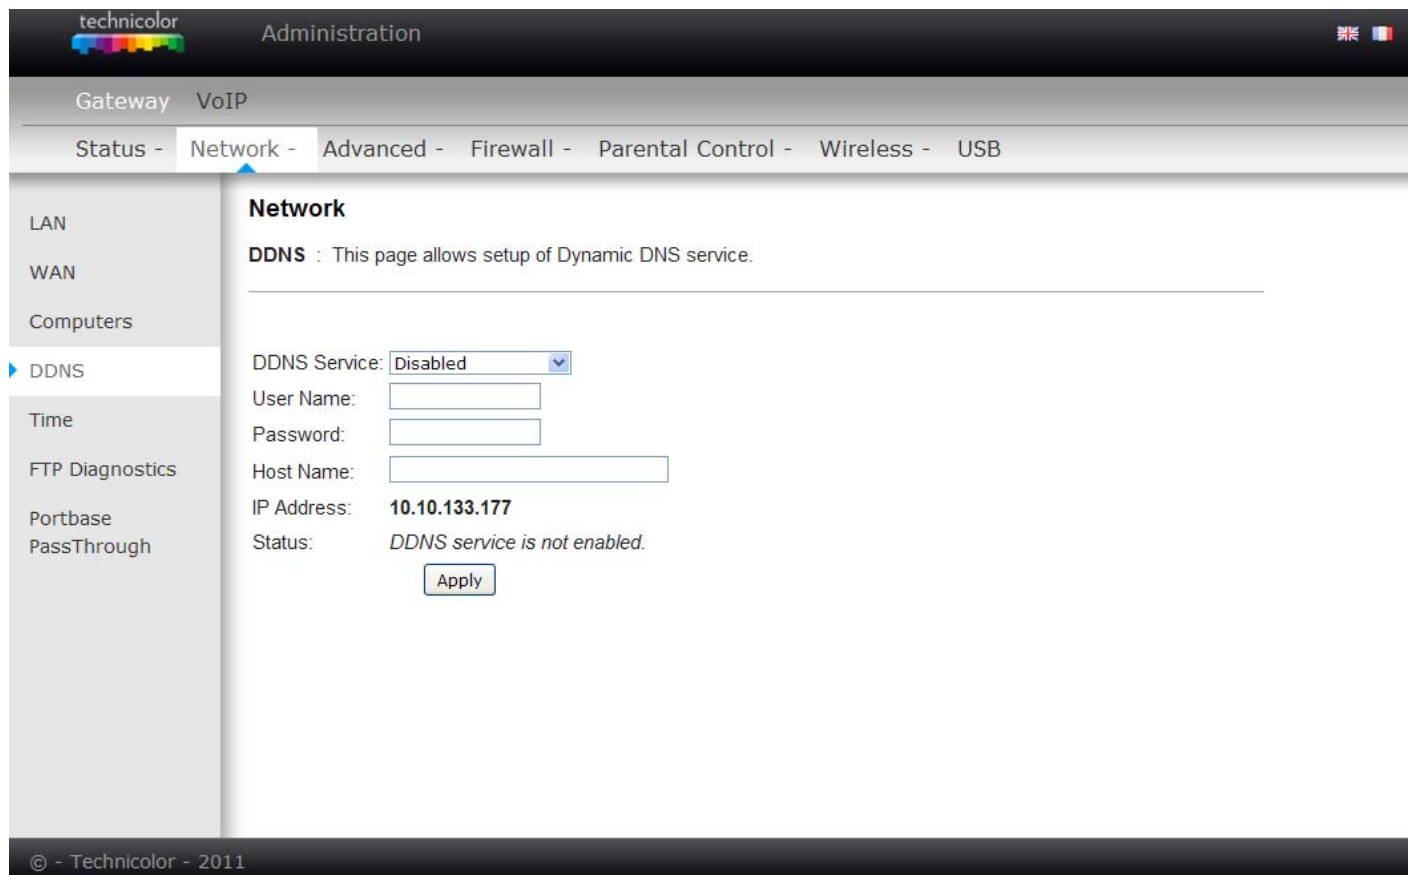 technicolor
Administration
Gateway VoIP
Status - Network - Advanced - Firewall - Parental Control - Wireless - USB
LAN
WAN
Computers
DDNS
Time
FTP Diagnostics
Portbase
PassThrough
Network
DDNS : This page allows setup of Dynamic DNS service.
DDNS Service: Disabled
User Name:
Password:
Host Name:
IP Address: 10.10.133.177
Status: DDNS service is not enabled.
Apply
© - Technicolor - 2011